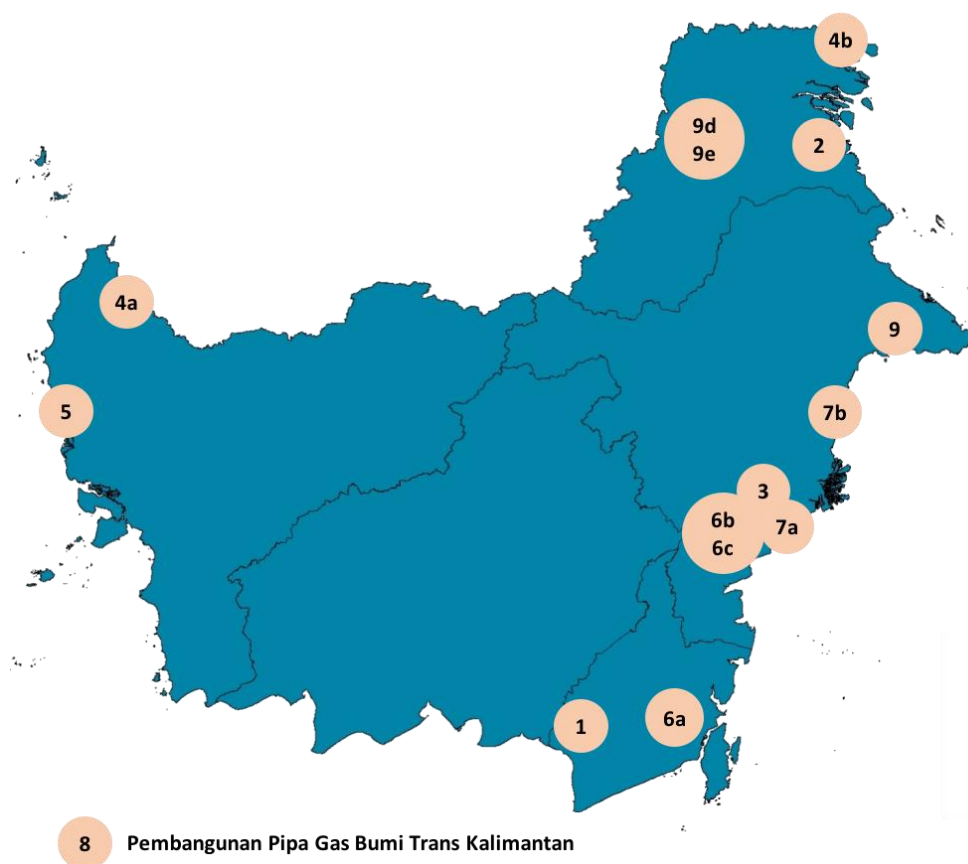 4b
9d
9e
2
4a
9
5
7b
3
6b
6c
7a
1
6a
8 Pembangunan Pipa Gas Bumi Trans Kalimantan